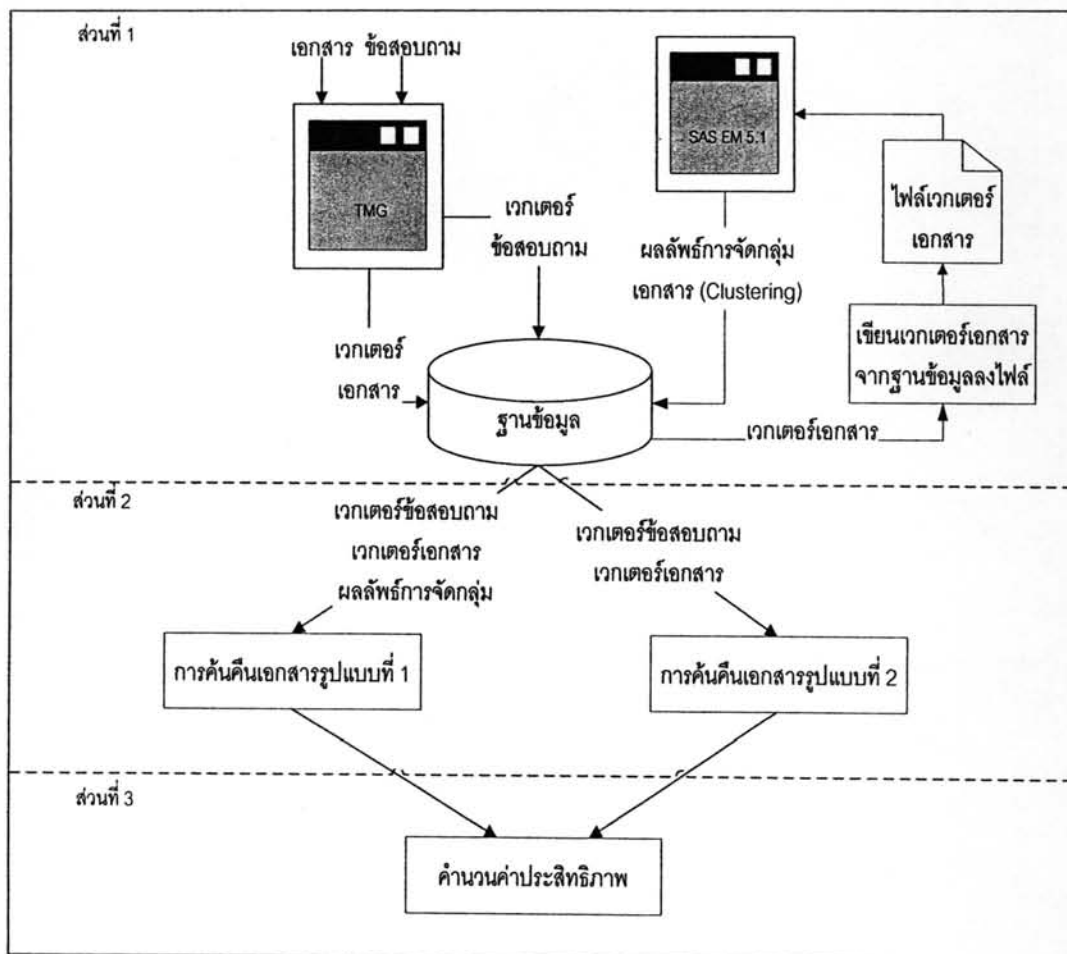 ส่วนที่ 1
เอกสาร ข้อสอบถาม
TMG
เวกเตอร์
ข้อสอบถาม
เวกเตอร์
เอกสาร
SAS EM 5.1
ผลลัพธ์การจัดกลุ่ม
เอกสาร (Clustering)
ไฟล์เวกเตอร์
เอกสาร
เขียนเวกเตอร์เอกสาร
จากฐานข้อมูลลงไฟล์
ฐานข้อมูล
เวกเตอร์เอกสาร
ส่วนที่ 2
เวกเตอร์ข้อสอบถาม
เวกเตอร์เอกสาร
ผลลัพธ์การจัดกลุ่ม
เวกเตอร์ข้อสอบถาม
เวกเตอร์เอกสาร
การค้นคืนเอกสารรูปแบบที่ 1
การค้นคืนเอกสารรูปแบบที่ 2
ส่วนที่ 3
คำนวนค่าประสิทธิภาพ